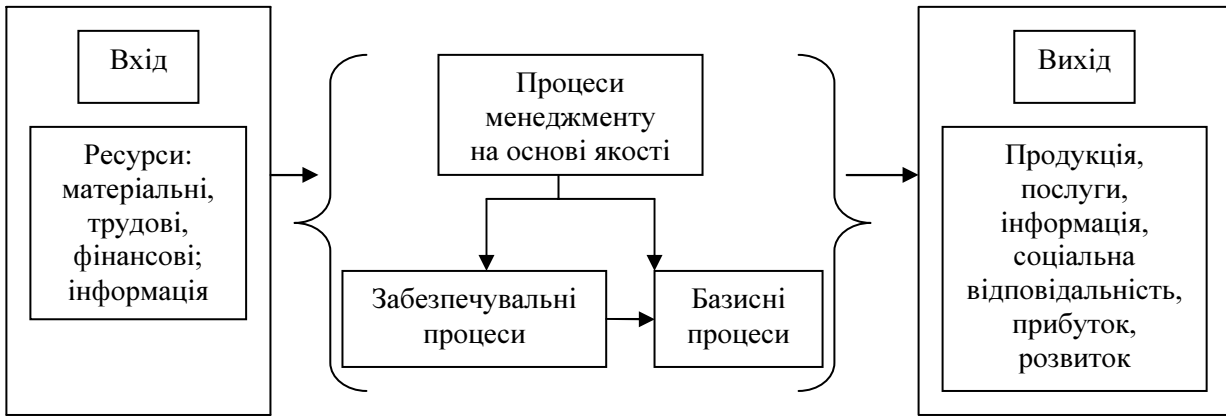 Вхід
Ресурси:
матеріальні,
трудові,
фінансові;
інформація
Процеси
менеджменту
на основі якості
Забезпечувальні
процеси
Базисні
процеси
Вихід
Продукція,
послуги,
інформація,
соціальна
відповідальність,
прибуток,
розвиток